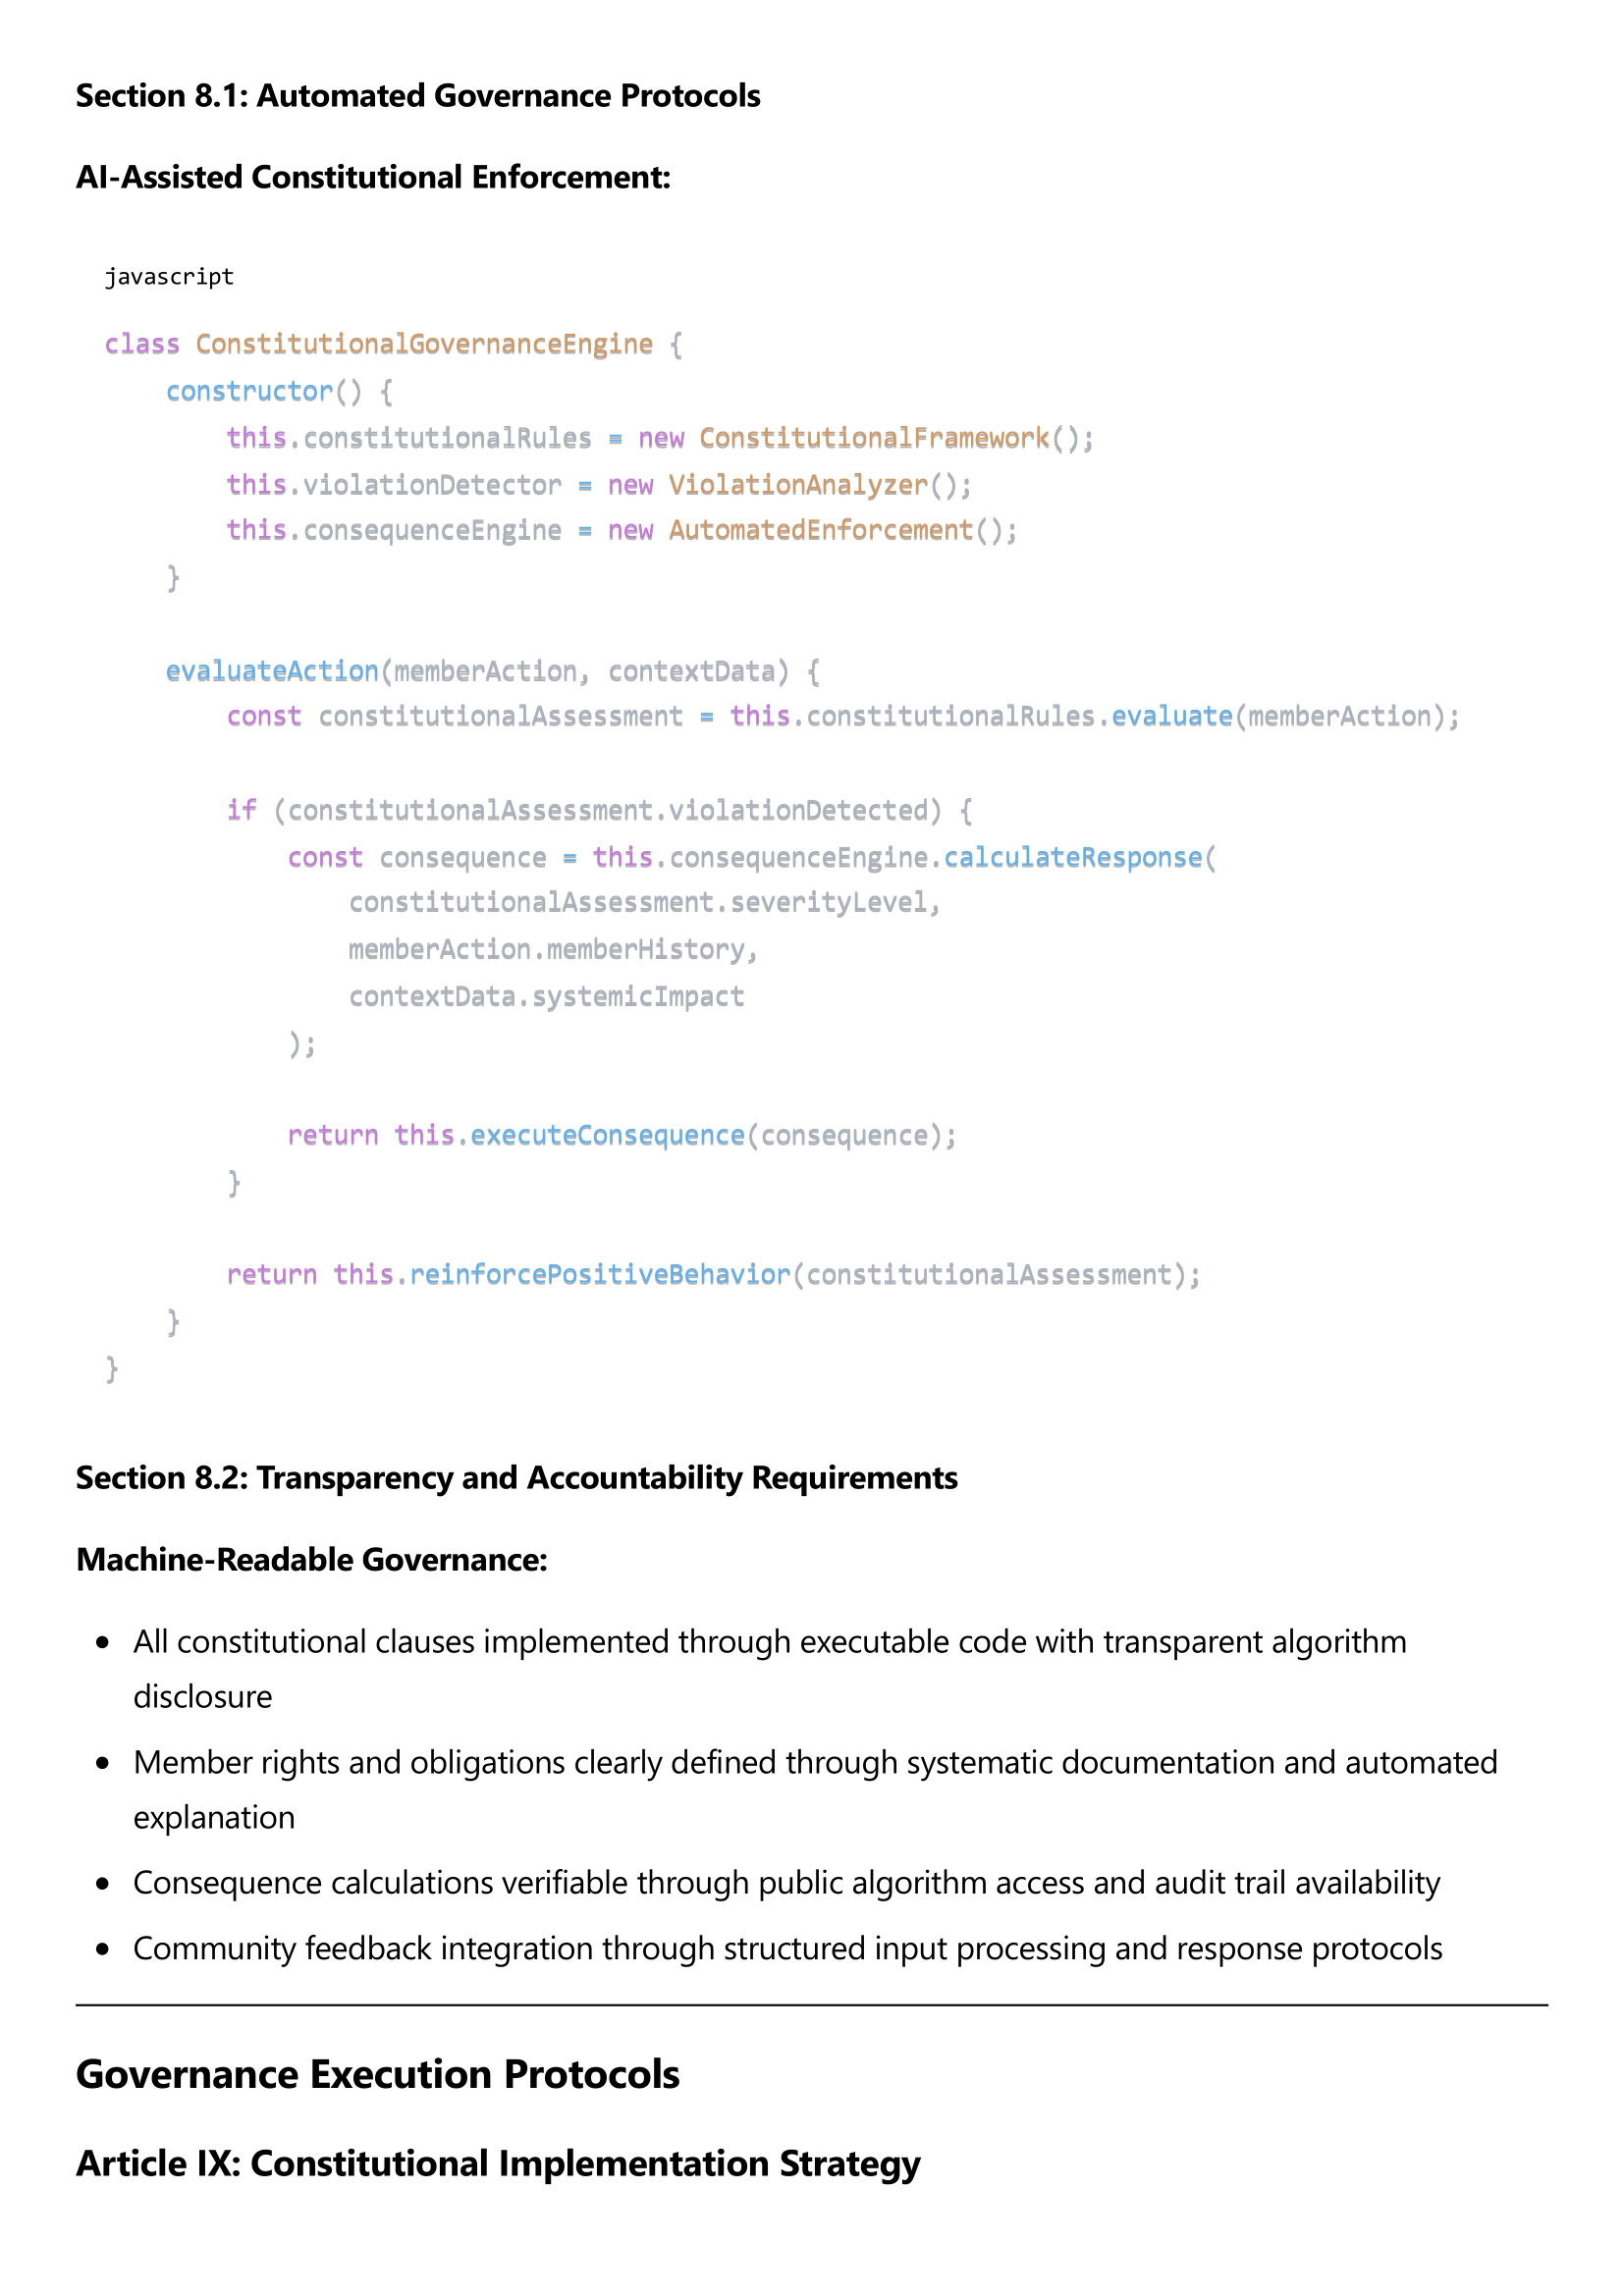 Section 8.1: Automated Governance Protocols
AI-Assisted Constitutional Enforcement:
javascript
class ConstitutionalGovernanceEngine {
    constructor() {
        this.constitutionalRules = new ConstitutionalFramework();
        this.violationDetector = new ViolationAnalyzer();
        this.consequenceEngine = new AutomatedEnforcement();
    }
    evaluateAction(memberAction, contextData) {
        const constitutionalAssessment = this.constitutionalRules.evaluate(memberAction);
        if (constitutionalAssessment.violationDetected) {
            const consequence = this.consequenceEngine.calculateResponse(
                constitutionalAssessment.severityLevel,
                memberAction.memberHistory,
                contextData.systemicImpact
            );
            return this.executeConsequence(consequence);
        }
        return this.reinforcePositiveBehavior(constitutionalAssessment);
    }
}
Section 8.2: Transparency and Accountability Requirements
Machine-Readable Governance:
• All constitutional clauses implemented through executable code with transparent algorithm
disclosure
• Member rights and obligations clearly defined through systematic documentation and automated
explanation
• Consequence calculations verifiable through public algorithm access and audit trail availability
• Community feedback integration through structured input processing and response protocols
Governance Execution Protocols
Article IX: Constitutional Implementation Strategy